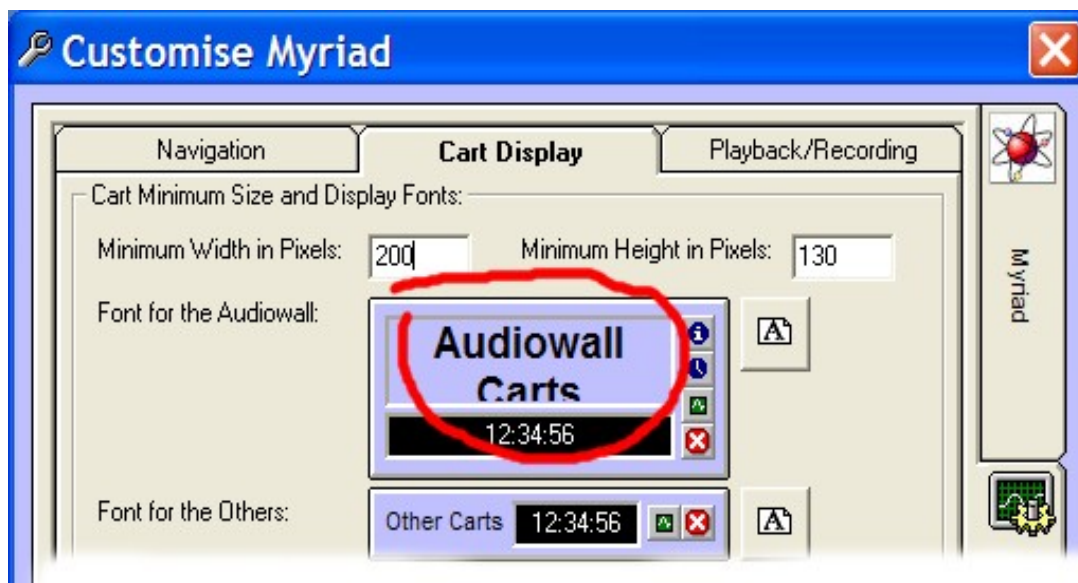 Customise Myriad
Navigation
Cart Display
Playback/Recording
Cart Minimum Size and Display Fonts:
Minimum Width in Pixels:
200
Minimum Height in Pixels:
130
Font for the Audiowall:
Audiowall
Carts
12:34:56
A
Myriad
Font for the Others:
Other Carts
12:34:56
A